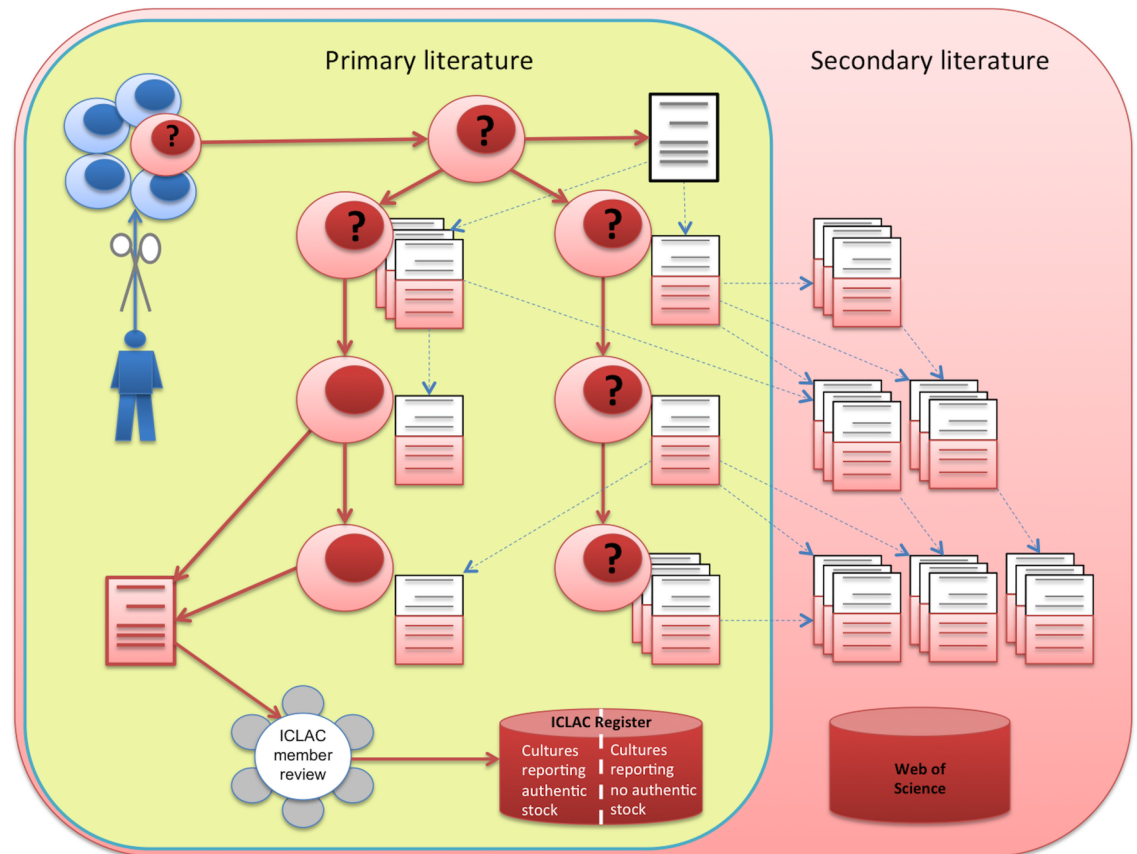 Primary literature
Secondary literature
?
?
?
?
?
?
ICLAC
member
review
ICLAC Register
Cultures
reporting
authentic
stock
Cultures
reporting
no authentic
stock
Web of
Science